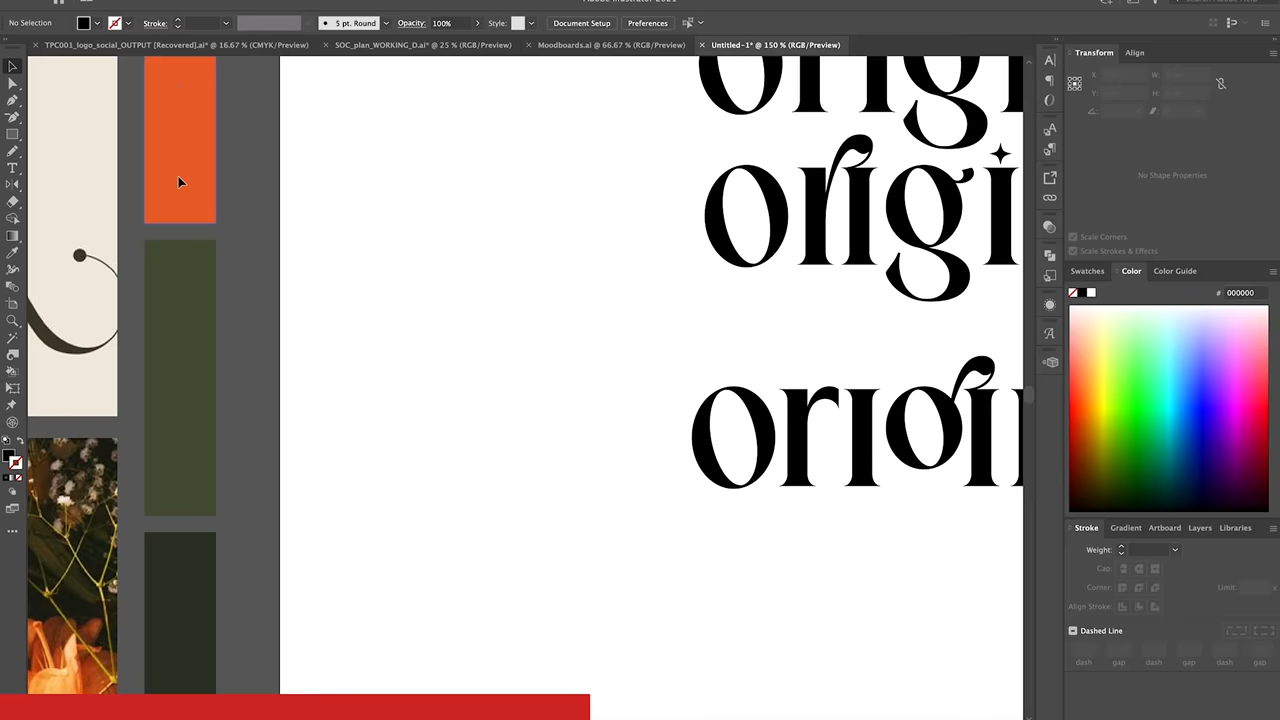 No Selection
Stroke:
5 pt. Round
Opacity: 100%
Style:
Document Setup
Preferences
TPC001_logo_social_OUTPUT [Recovered].ai* @ 16.67 % (CMYK/Preview)
SOC_plan_WORKING_D.ai* @ 25 % (RGB/Preview)
Moodboards.ai @ 66.67 % (RGB/Preview)
Untitled-1* @ 150 % (RGB/Preview)
Transform
Align
X:
W:
Y:
H:
No Shape Properties
Scale Corners
Scale Strokes & Effects
Swatches
Color
Color Guide
# 000000
Stroke
Gradient
Artboard
Layers
Libraries
Weight:
Cap:
Corner:
Limit:
Align Stroke:
Dashed Line
dash
gap
dash
gap
dash
gap
origi
origi